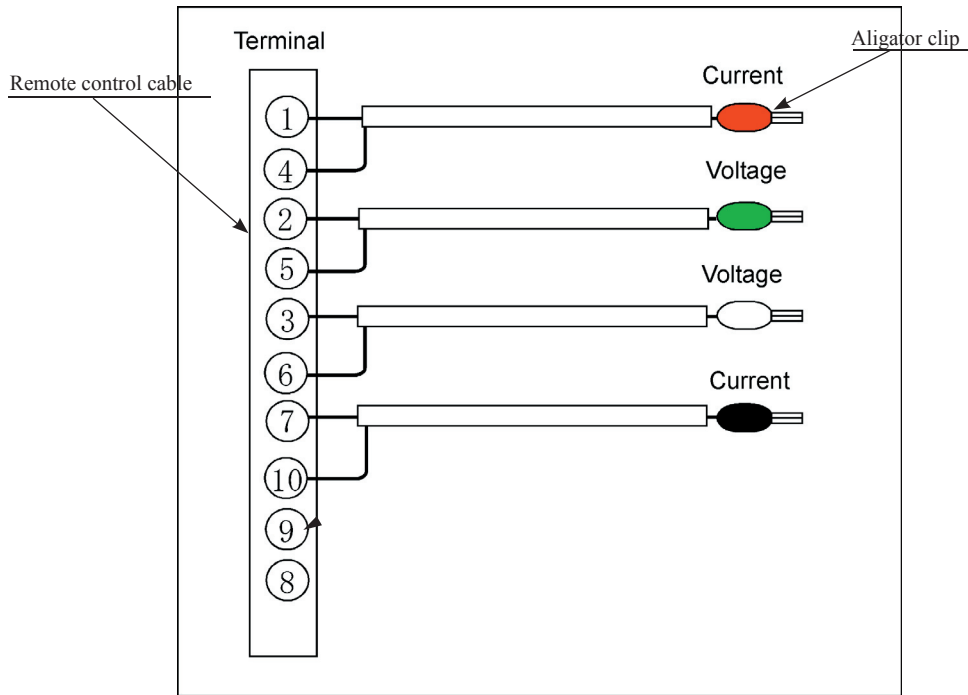 Terminal
Aligator clip
Remote control cable
Current
1
4
Voltage
2
5
Voltage
3
6
Current
7
10
9
8